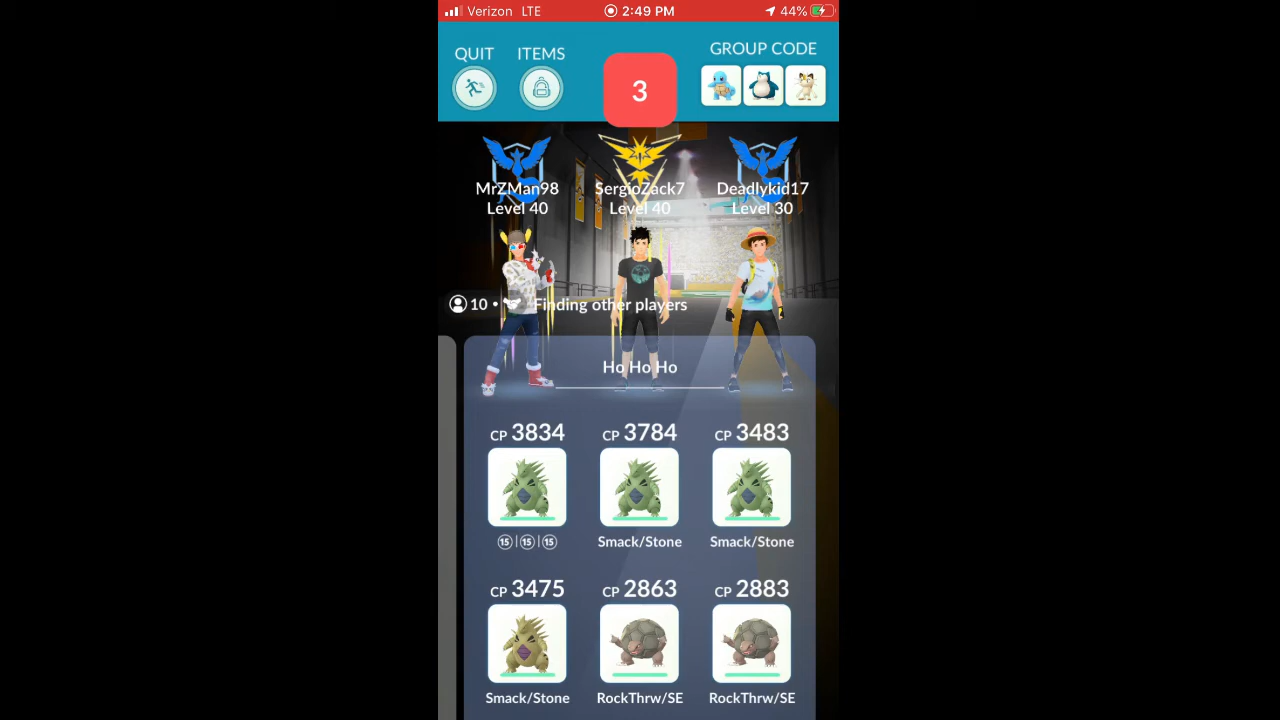 Verizon LTE 2:49 PM 44%
QUIT ITEMS GROUP CODE
3
MrZMan98 SergioZack7 Deadlykid17
Level 40 Level 40 Level 30
10 • Finding other players
Ho Ho Ho
CP 3834 CP 3784 CP 3483
15 | 15 | 15 Smack/Stone Smack/Stone
CP 3475 CP 2863 CP 2883
Smack/Stone RockThrw/SE RockThrw/SE